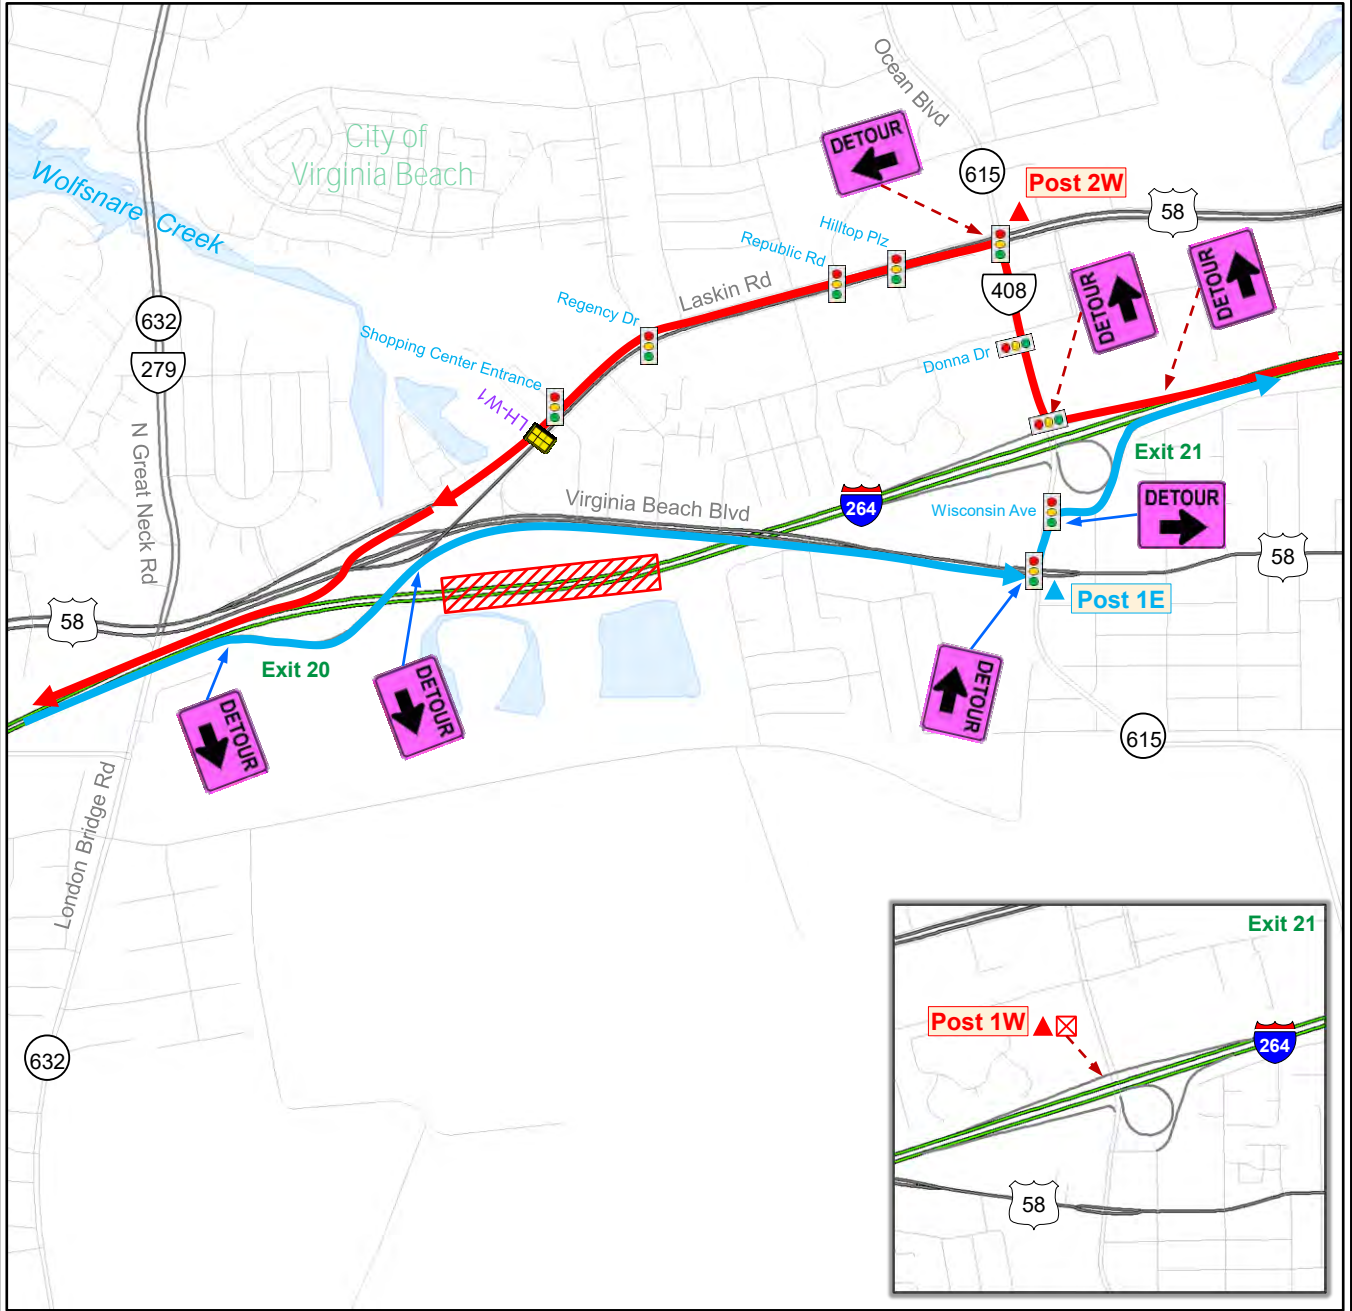 Ocean Blvd
DETOUR
City of
Virginia Beach
615
Post 2W
58
Wolfsnare Creek
Hilltop Plz
Republic Rd
DETOUR
DETOUR
Laskin Rd
408
Regency Dr
632
Shopping Center Entrance
Donna Dr
279
LH-W1
N Great Neck Rd
Exit 21
Virginia Beach Blvd
264
Wisconsin Ave
DETOUR
58
Post 1E
58
Exit 20
DETOUR
DETOUR
DETOUR
615
London Bridge Rd
Exit 21
Post 1W
264
632
58